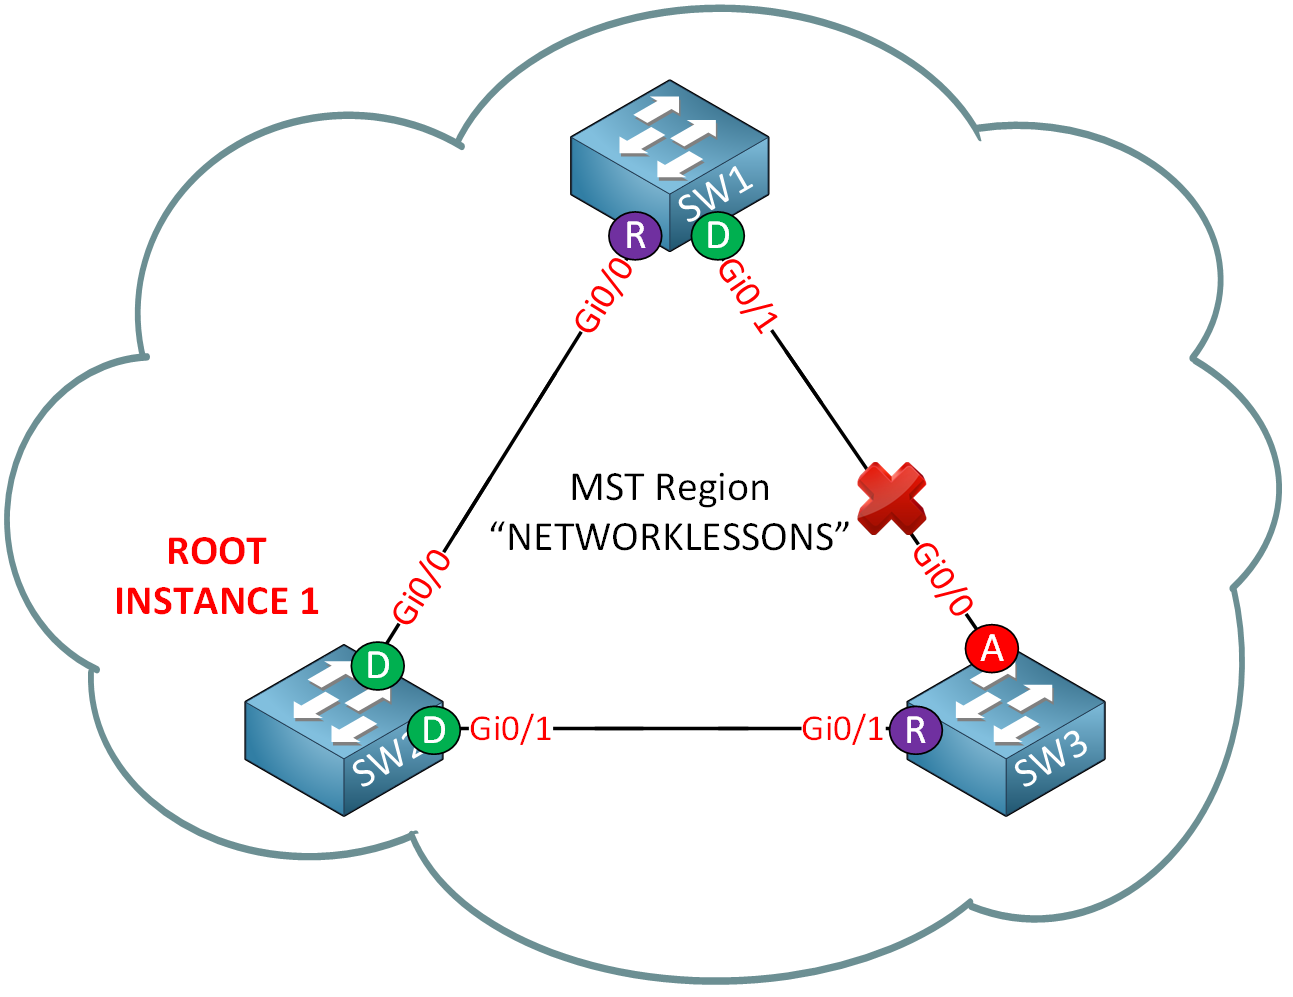 SW1
R
D
Gi0/0
Gi0/1
MST Region
“NETWORKLESSONS”
ROOT
INSTANCE 1
Gi0/0
Gi0/0
D
A
D
Gi0/1
Gi0/1
R
SW2
SW3